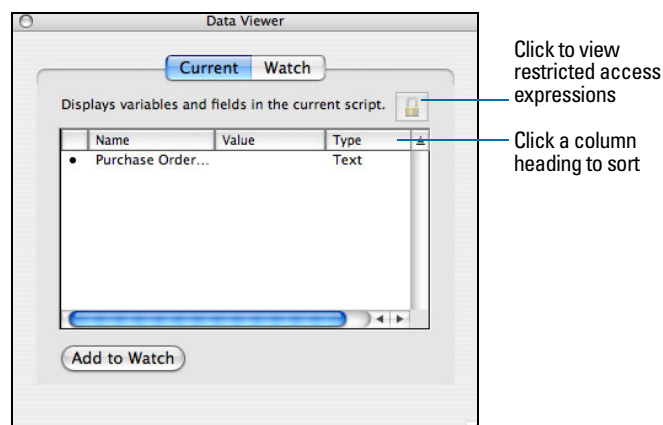 Data Viewer
Current Watch
Displays variables and fields in the current script.
Name Value Type
• Purchase Order... Text
Add to Watch
Click to view
restricted access
expressions
Click a column
heading to sort